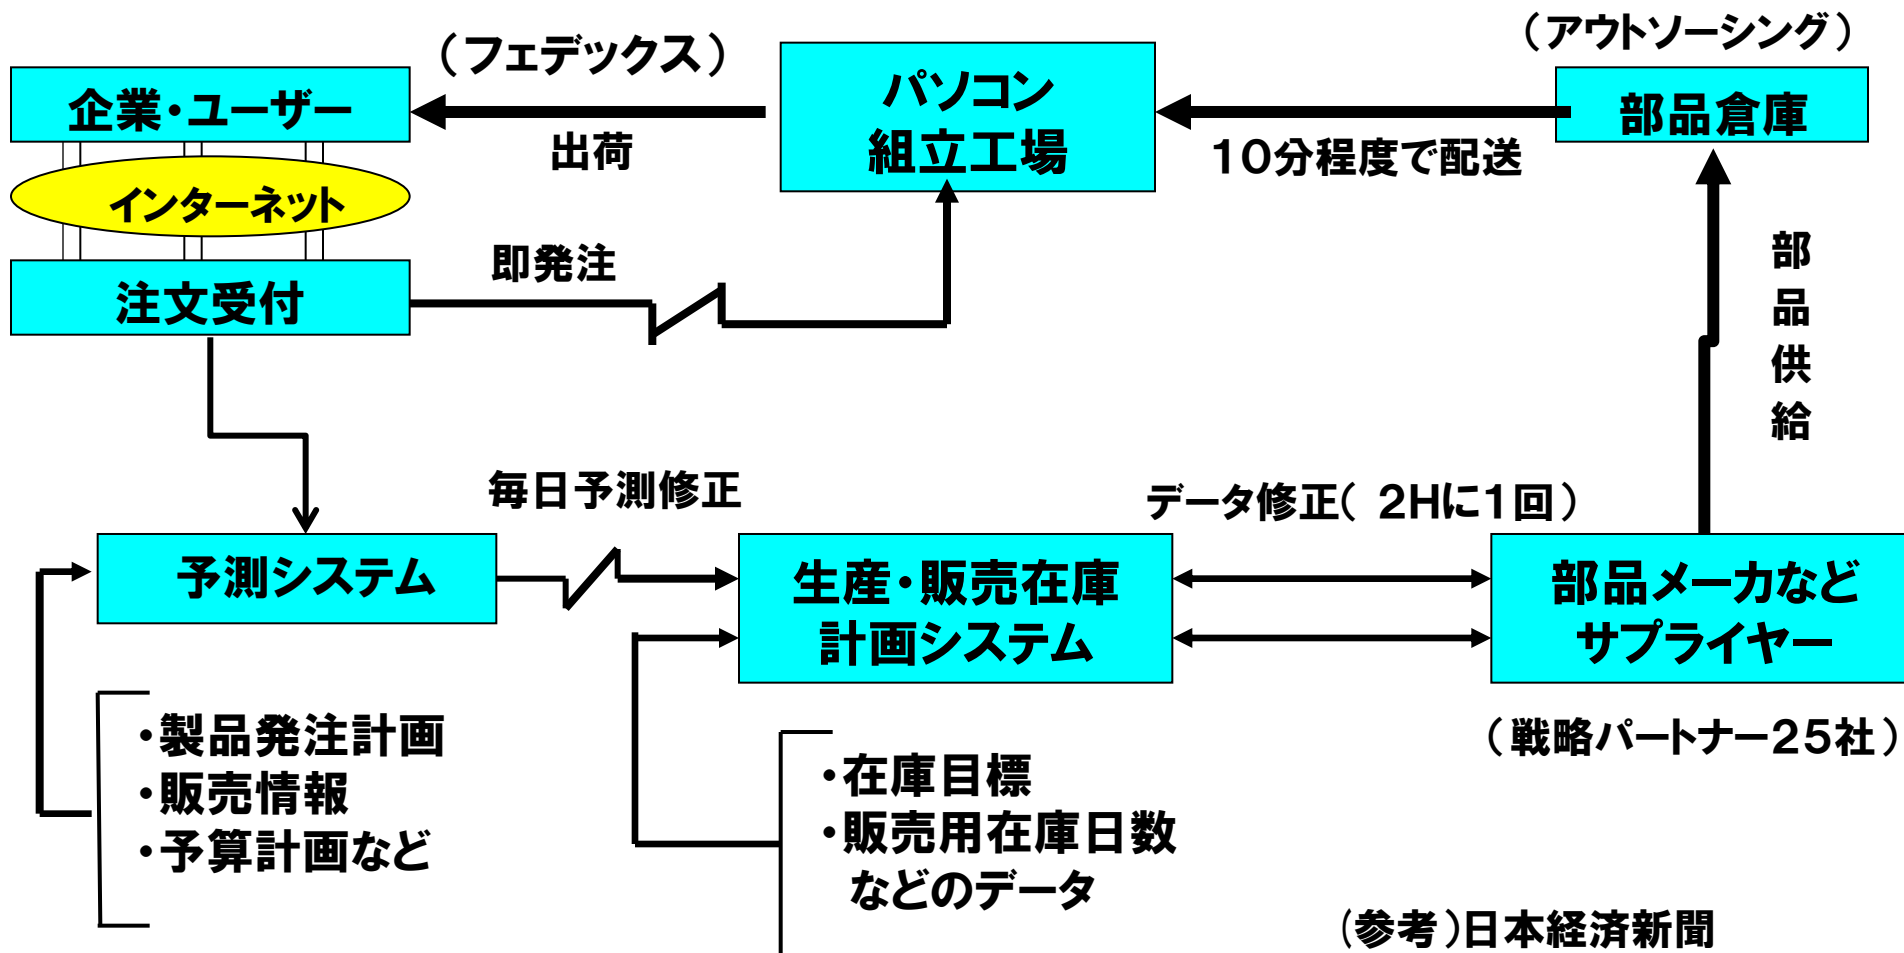 （アウトソーシング）
（フェデックス）
企業・ユーザー
パソコン
組立工場
部品倉庫
出荷
１０分程度で配送
インターネット
即発注
注文受付
部品供給
毎日予測修正
データ修正（ ２Hに１回）
予測システム
生産・販売在庫
計画システム
部品メーカなど
サプライヤー
（戦略パートナー２５社）
・製品発注計画
・販売情報
・予算計画など
・在庫目標
・販売用在庫日数
などのデータ
（参考）日本経済新聞